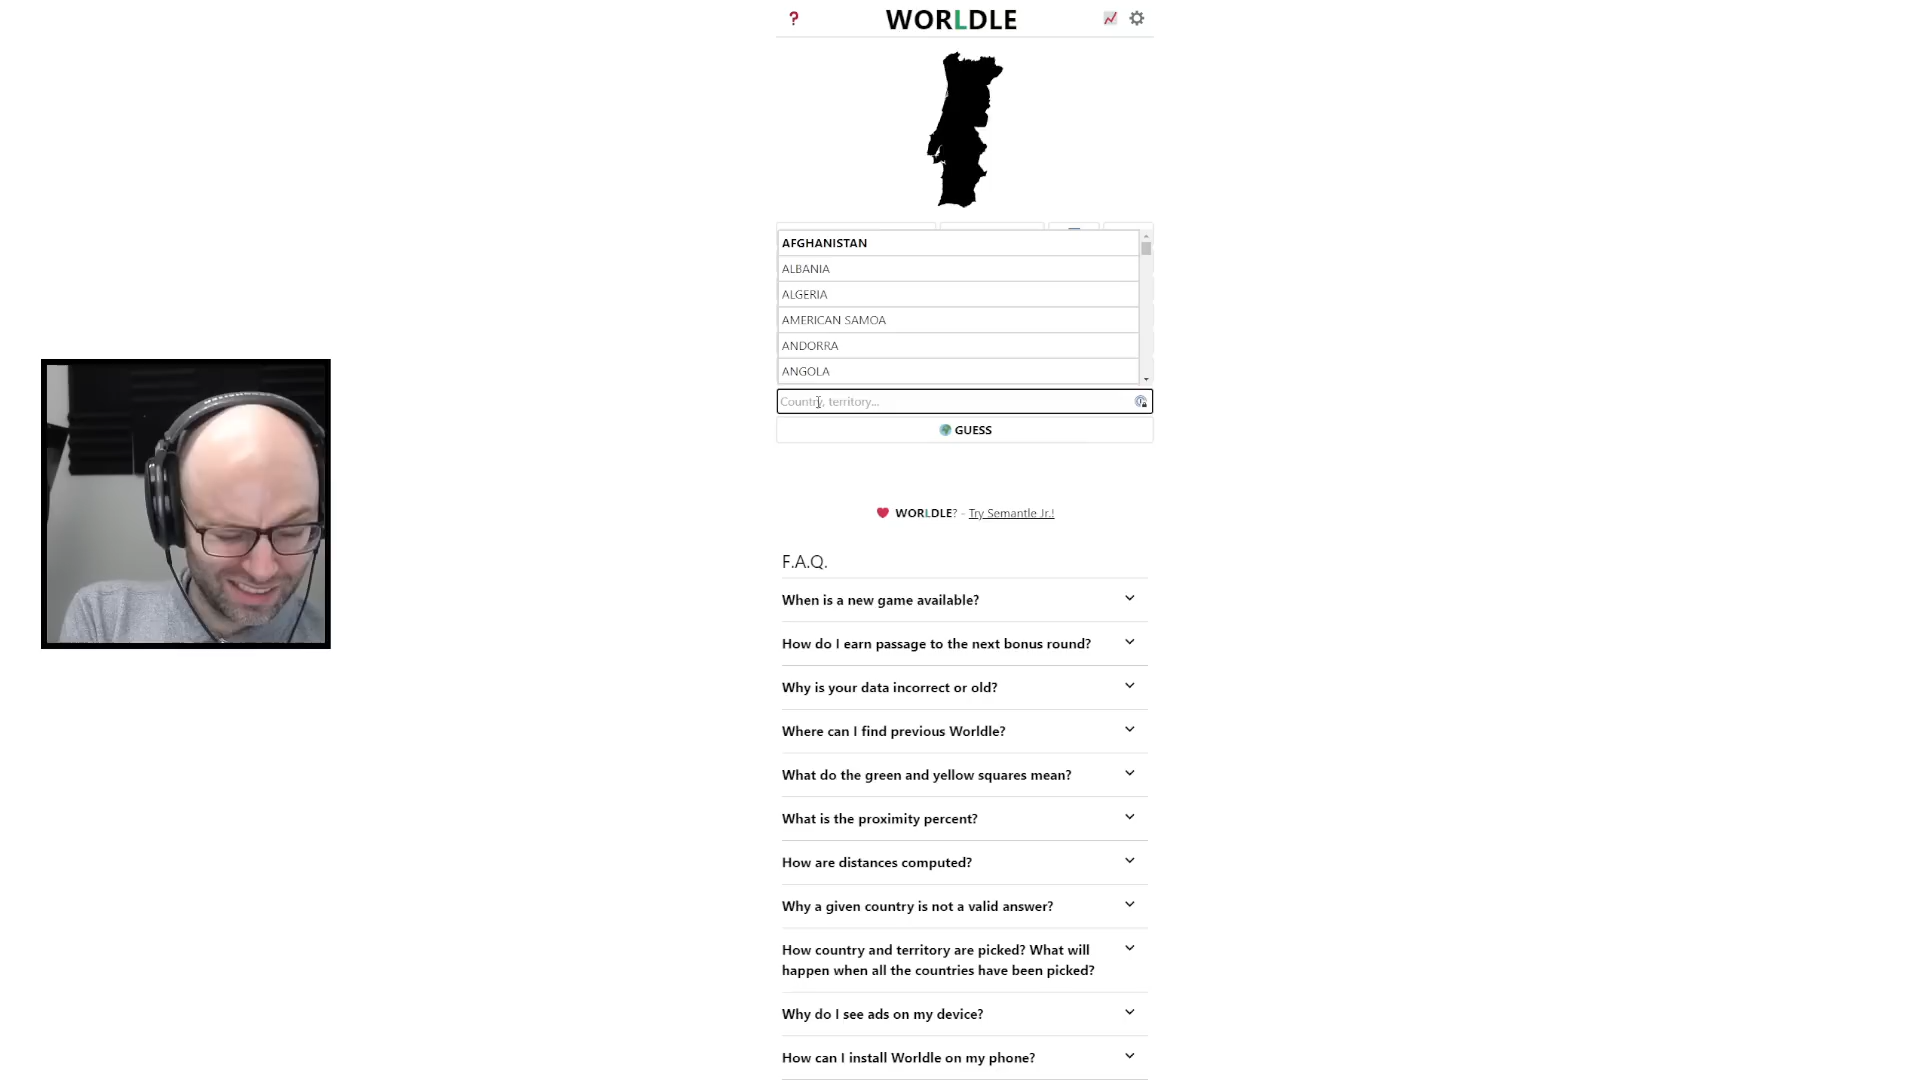 ?
WORLDLE
AFGHANISTAN
ALBANIA
ALGERIA
AMERICAN SAMOA
ANDORRA
ANGOLA
Country, territory...
GUESS
WORLDLE? - Try Semantle Jr.!
F.A.Q.
When is a new game available?
How do I earn passage to the next bonus round?
Why is your data incorrect or old?
Where can I find previous Worldle?
What do the green and yellow squares mean?
What is the proximity percent?
How are distances computed?
Why a given country is not a valid answer?
How country and territory are picked? What will
happen when all the countries have been picked?
Why do I see ads on my device?
How can I install Worldle on my phone?